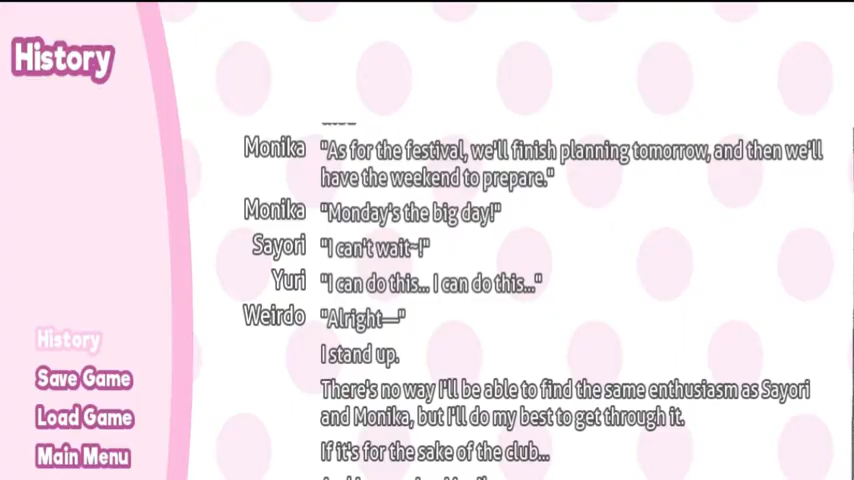 History
Monika "As for the festival, we'll finish planning tomorrow, and then we'll
have the weekend to prepare."
Monika "Monday's the big day!"
Sayori "I can't wait~!"
Yuri "I can do this... I can do this..."
Weirdo "Alright—"
I stand up.
There's no way I'll be able to find the same enthusiasm as Sayori
and Monika, but I'll do my best to get through it.
If it's for the sake of the club...
History
Save Game
Load Game
Main Menu